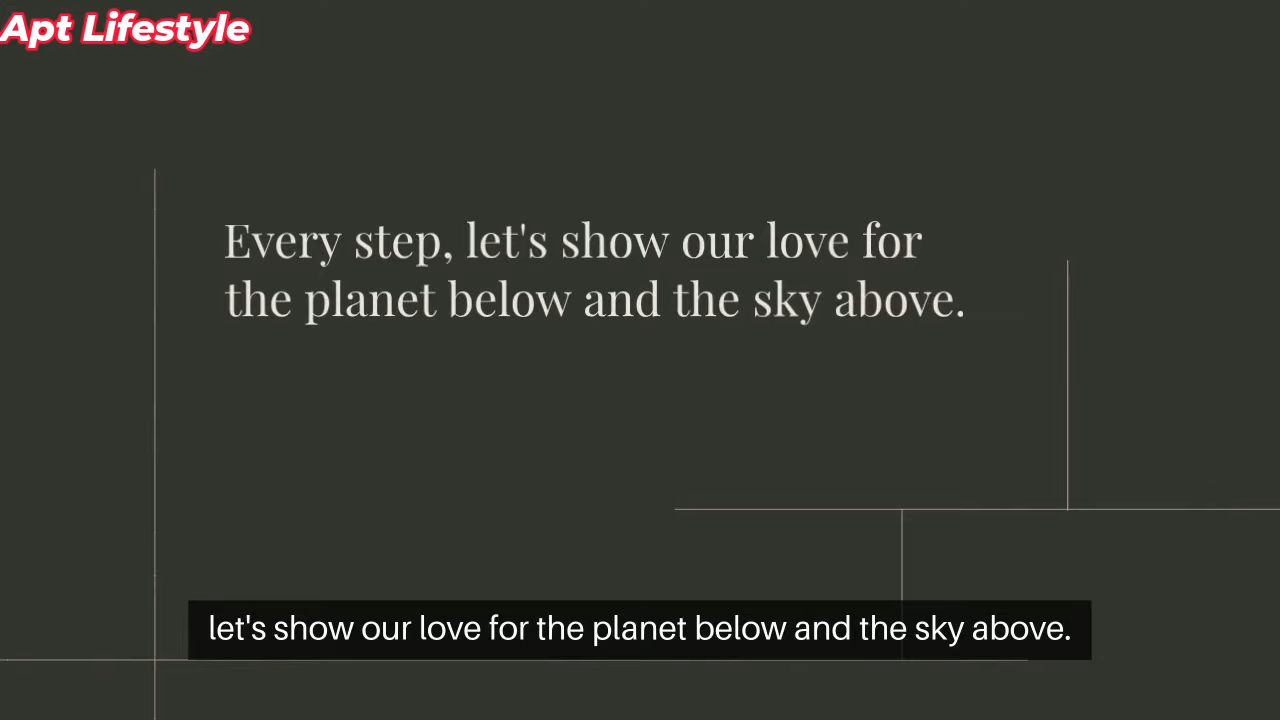 Apt Lifestyle
Every step, let's show our love for
the planet below and the sky above.
let's show our love for the planet below and the sky above.